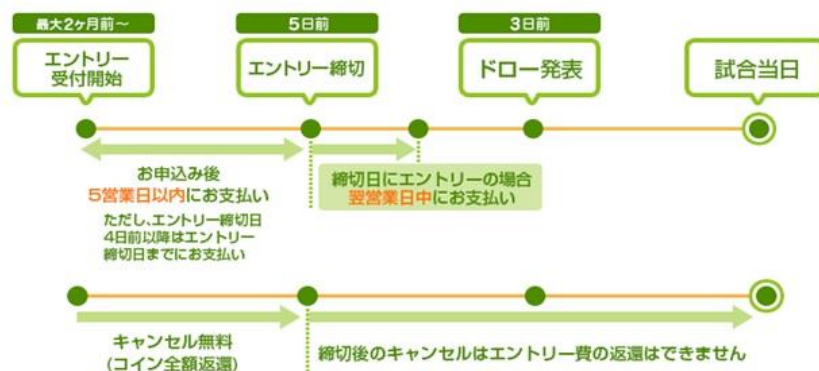 最大2ヶ月前～
5日前
3日前
エントリー
受付開始
エントリー締切
ドロー発表
試合当日
お申込み後
5営業日以内にお支払い
ただし、エントリー締切日
4日前以降はエントリー
締切日までにお支払い
締切日にエントリーの場合
翌営業日中にお支払い
キャンセル無料
(コイン全額返還)
締切後のキャンセルはエントリー費の返還はできません